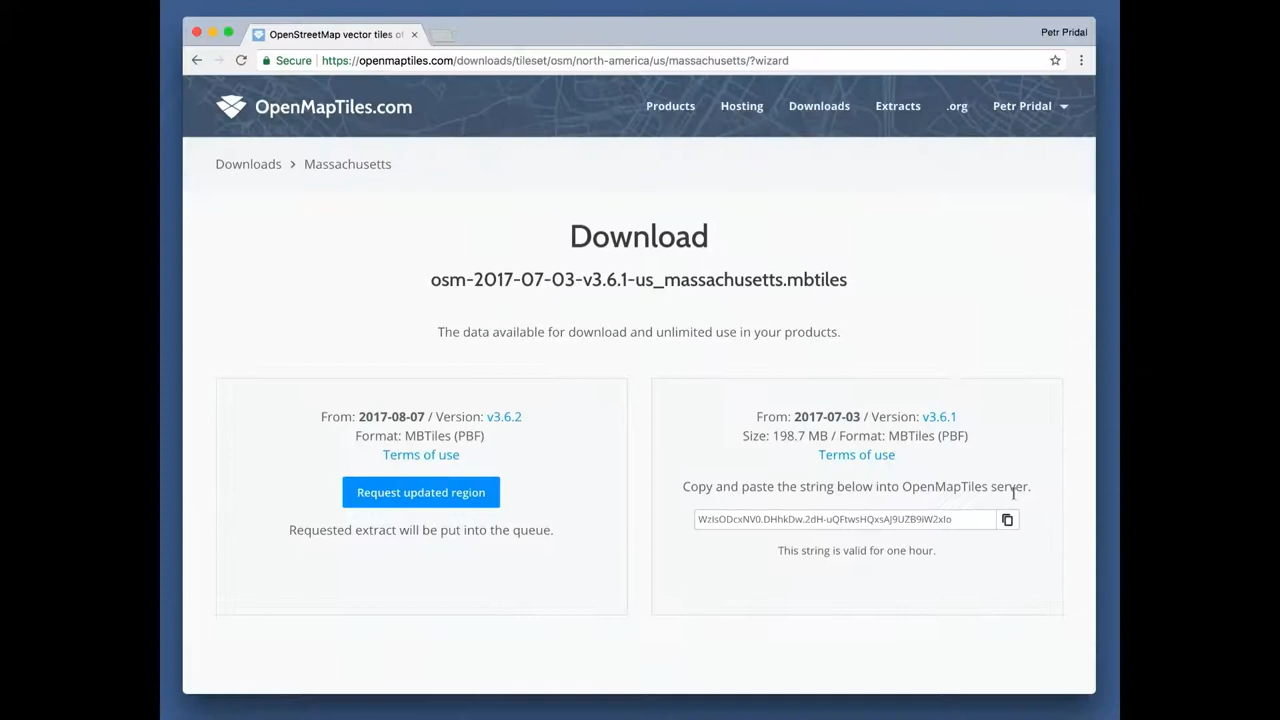 OpenStreetMap vector tiles of
Petr Pridal
Secure https://openmaptiles.com/downloads/tileset/osm/north-america/us/massachusetts/?wizard
OpenMapTiles.com
Products Hosting Downloads Extracts .org Petr Pridal
Downloads > Massachusetts
Download
osm-2017-07-03-v3.6.1-us_massachusetts.mbtiles
The data available for download and unlimited use in your products.
From: 2017-08-07 / Version: v3.6.2
Format: MBTiles (PBF)
Terms of use
Request updated region
Requested extract will be put into the queue.
From: 2017-07-03 / Version: v3.6.1
Size: 198.7 MB / Format: MBTiles (PBF)
Terms of use
Copy and paste the string below into OpenMapTiles server.
This string is valid for one hour.